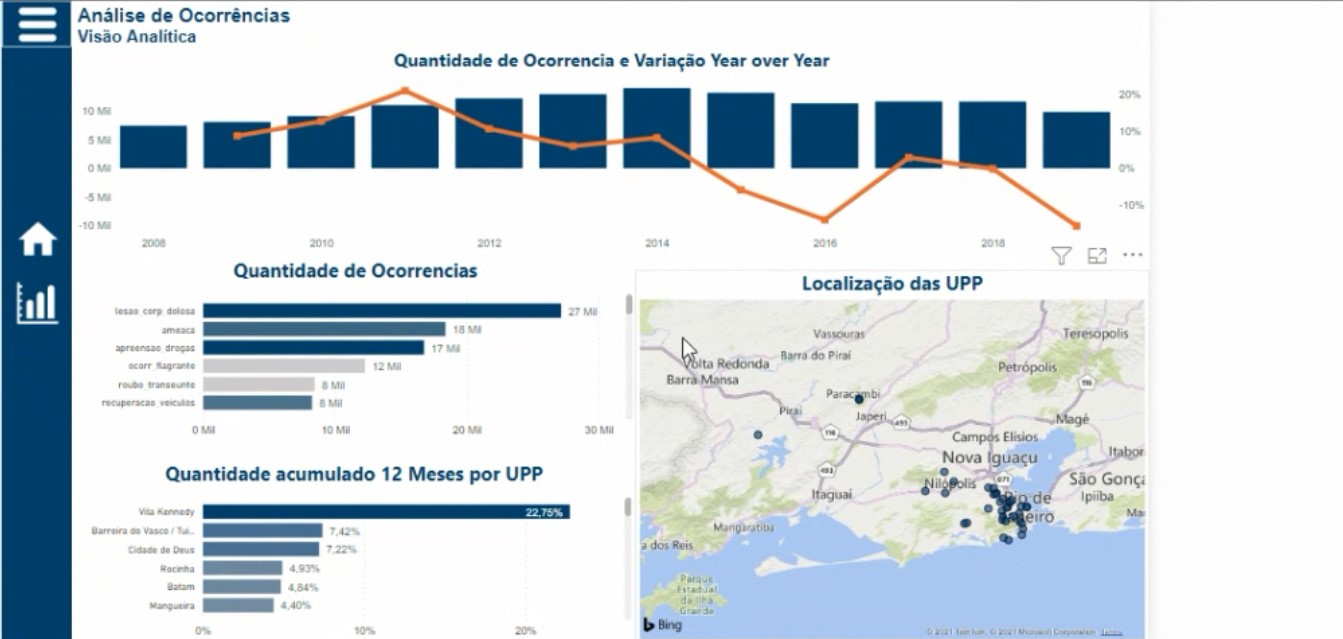 Análise de Ocorrências
Visão Analítica
Quantidade de Ocorrencia e Variação Year over Year
10 Mil
5 Mil
0 Mil
-5 Mil
-10 Mil
20%
10%
0%
-10%
2008
2010
2012
2014
2016
2018
Quantidade de Ocorrencias
lesao_corp_dolosa
27 Mil
ameaca
18 Mil
apreensao_drogas
17 Mil
ocorr_flagrante
12 Mil
roubo_transeunte
8 Mil
recuperacao_veiculos
8 Mil
0 Mil
10 Mil
20 Mil
30 Mil
Quantidade acumulado 12 Meses por UPP
Vila Kennedy
22,75%
Barreira do Vasco / Tui...
7,42%
Cidade de Deus
7,22%
Rocinha
4,93%
Batam
4,84%
Mangueira
4,40%
0%
10%
20%
Localização das UPP
Vassouras
Teresópolis
Volta Redonda
Barra do Piraí
Barra Mansa
Petrópolis
116
Paracambi
Piraí
Japeri
493
Magé
116
Campos Elísios
Itabor
Nova Iguaçu
493
071
São Gonça
Nilópolis
Itaguaí
Rio de
Janeiro
Ipiiba
Mangaratiba
Ma
a dos Reis
Parque
Estadual
da Ilha
Grande
Bing
© 2021 TomTom, © 2021 Microsoft Corporation Terms